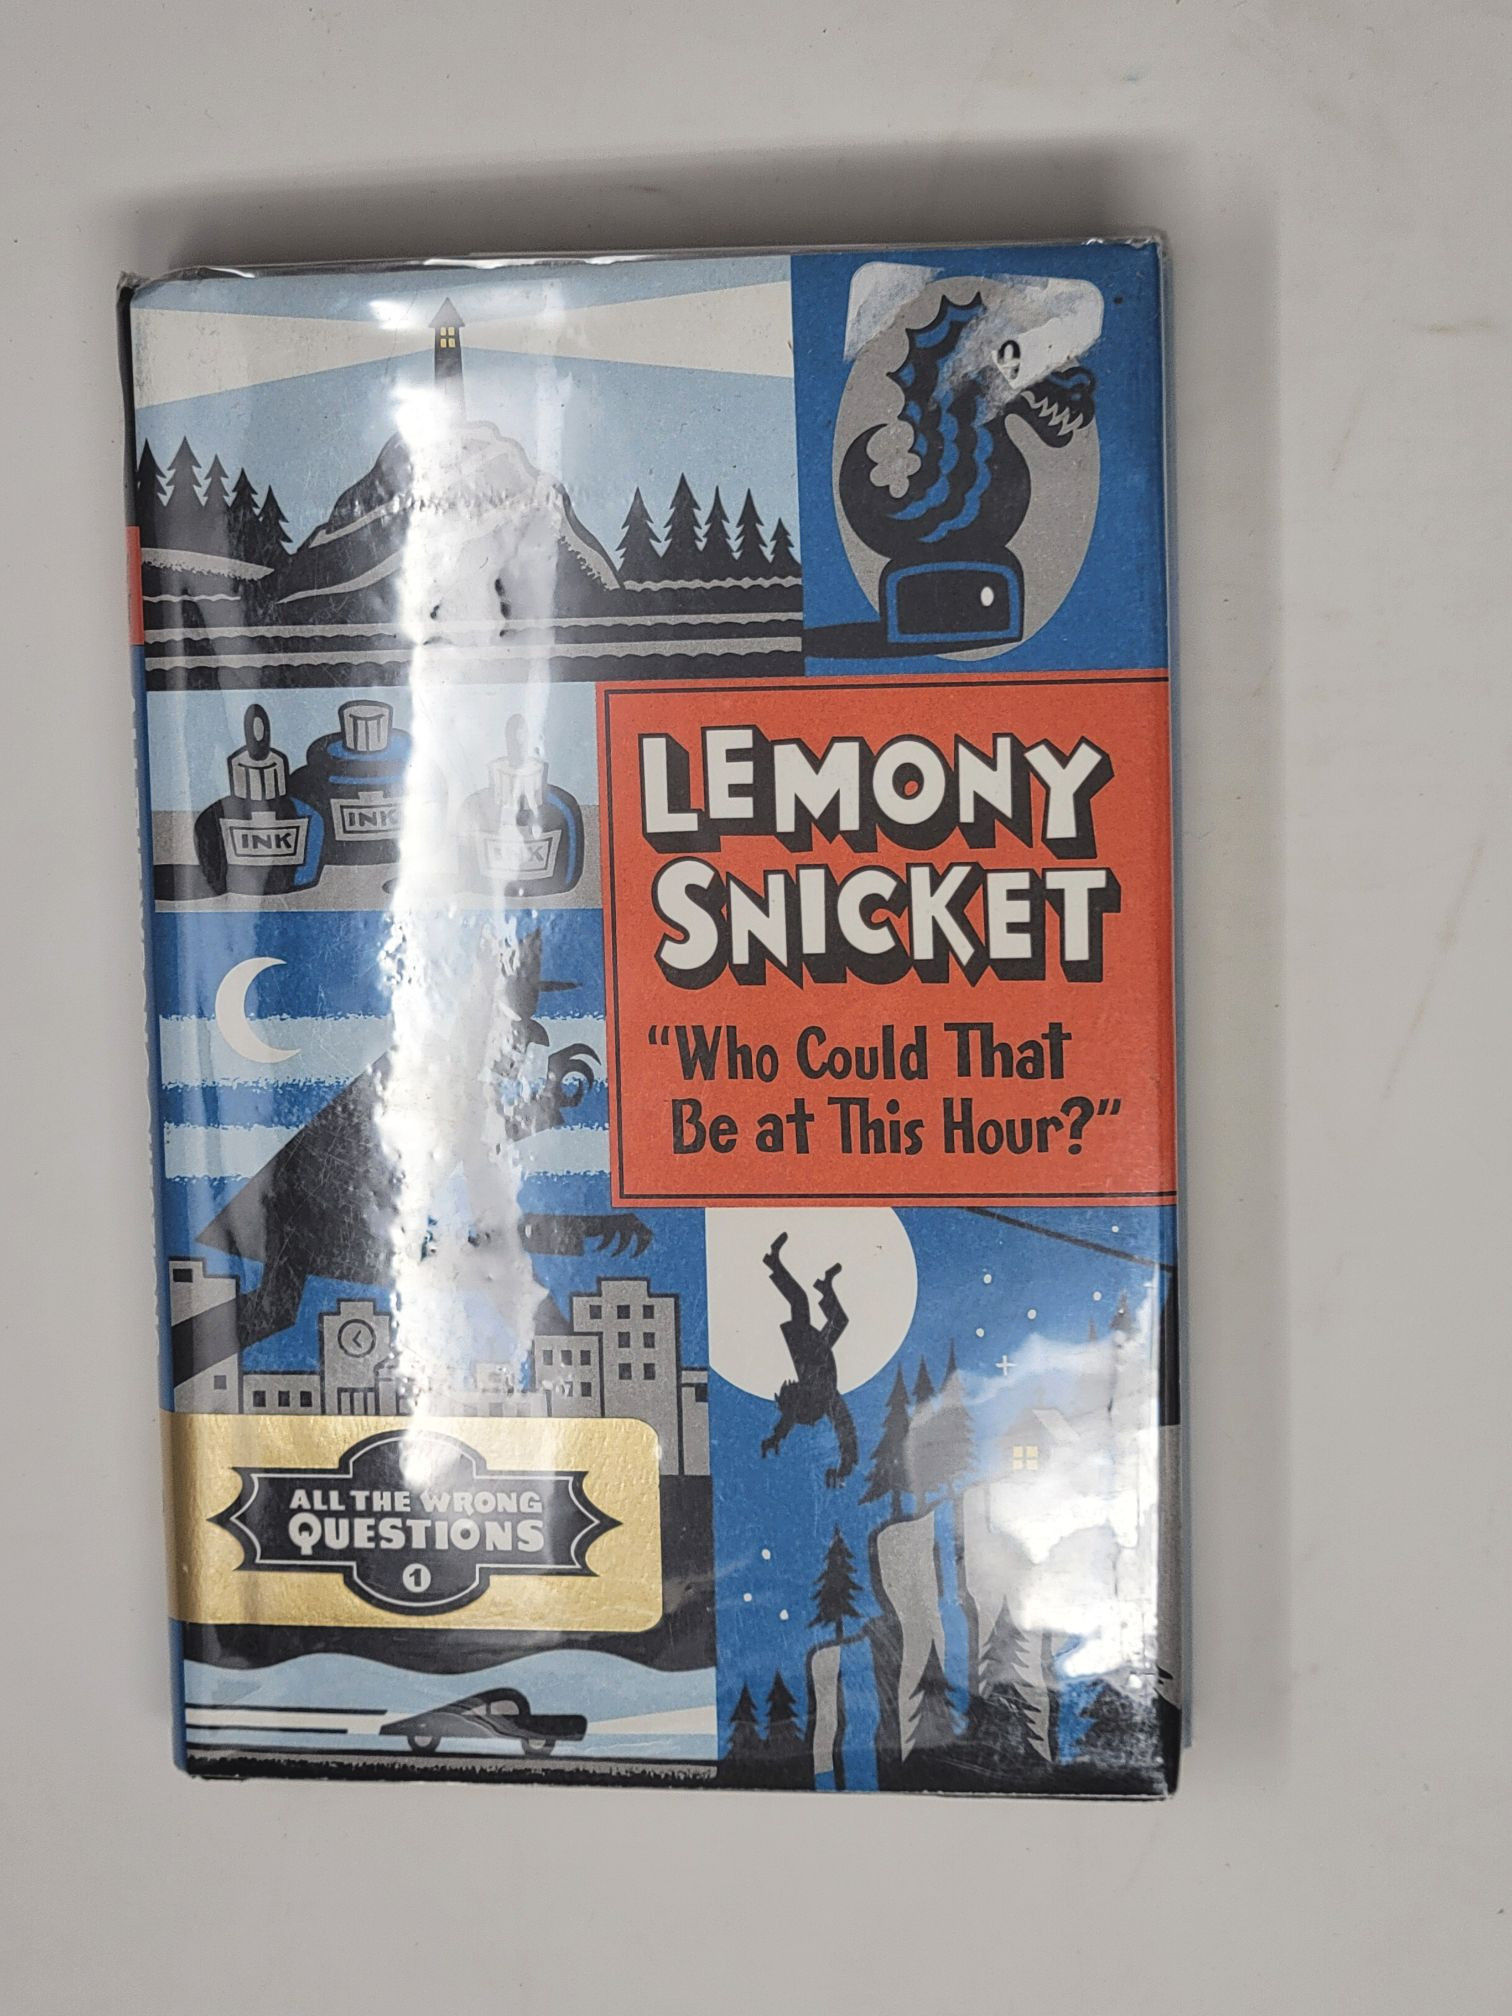 INK
INK
LEMONY
SNICKET
“Who Could That
Be at This Hour?”
ALL THE WRONG
QUESTIONS
1